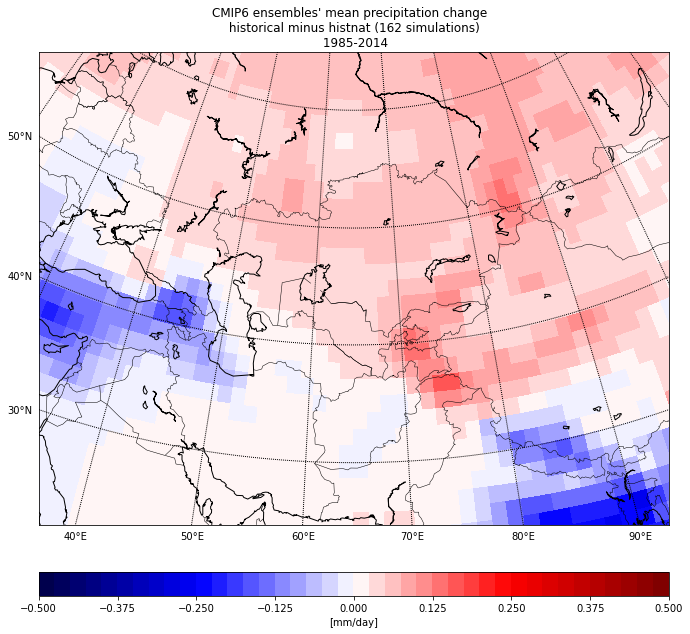 CMIP6 ensembles' mean precipitation change
historical minus histnat (162 simulations)
1985-2014
50°N
40°N
30°N
40°E
50°E
60°E
70°E
80°E
90°E
−0.500
−0.375
−0.250
−0.125
0.000
0.125
0.250
0.375
0.500
[mm/day]